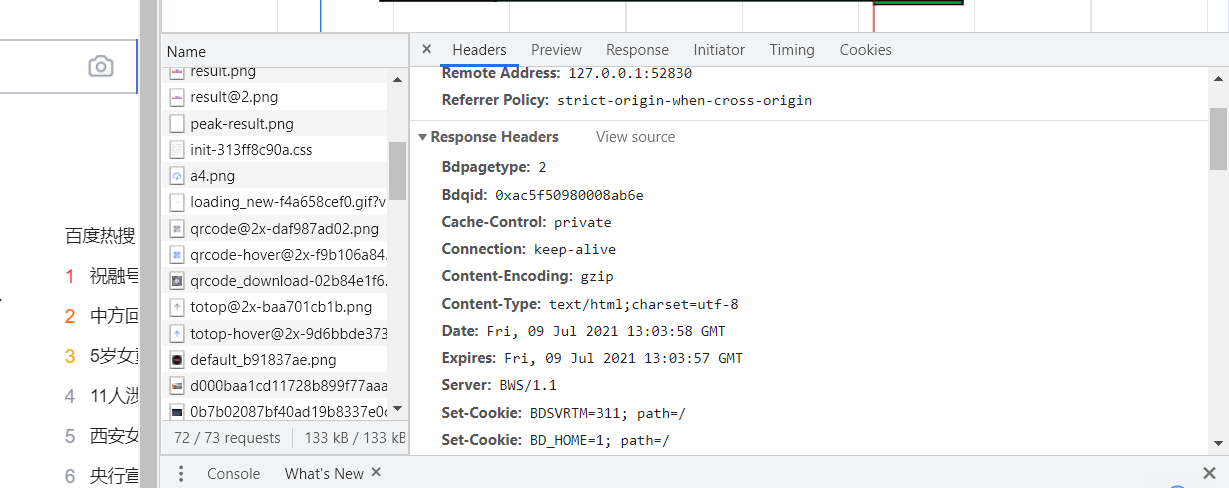 百度热搜
1 祝融号
2 中方回
3 5岁女
4 11人涉
5 西安女
6 央行宣
Name
result.png
result@2.png
peak-result.png
init-313ff8c90a.css
a4.png
loading_new-f4a658cef0.gif?v
qrcode@2x-daf987ad02.png
qrcode-hover@2x-f9b106a84.
qrcode_download-02b84e1f6.
totop@2x-baa701cb1b.png
totop-hover@2x-9d6bbde373
default_b91837ae.png
d000baa1cd11728b899f77aaa
0b7b02087bf40ad19b8337e0c
72 / 73 requests 133 kB / 133 kB
Headers Preview Response Initiator Timing Cookies
Remote Address: 127.0.0.1:52830
Referrer Policy: strict-origin-when-cross-origin
Response Headers View source
Bdpagetype: 2
Bdqid: 0xac5f50980008ab6e
Cache-Control: private
Connection: keep-alive
Content-Encoding: gzip
Content-Type: text/html;charset=utf-8
Date: Fri, 09 Jul 2021 13:03:58 GMT
Expires: Fri, 09 Jul 2021 13:03:57 GMT
Server: BWS/1.1
Set-Cookie: BDSVRTM=311; path=/
Set-Cookie: BD_HOME=1; path=/
Console What's New